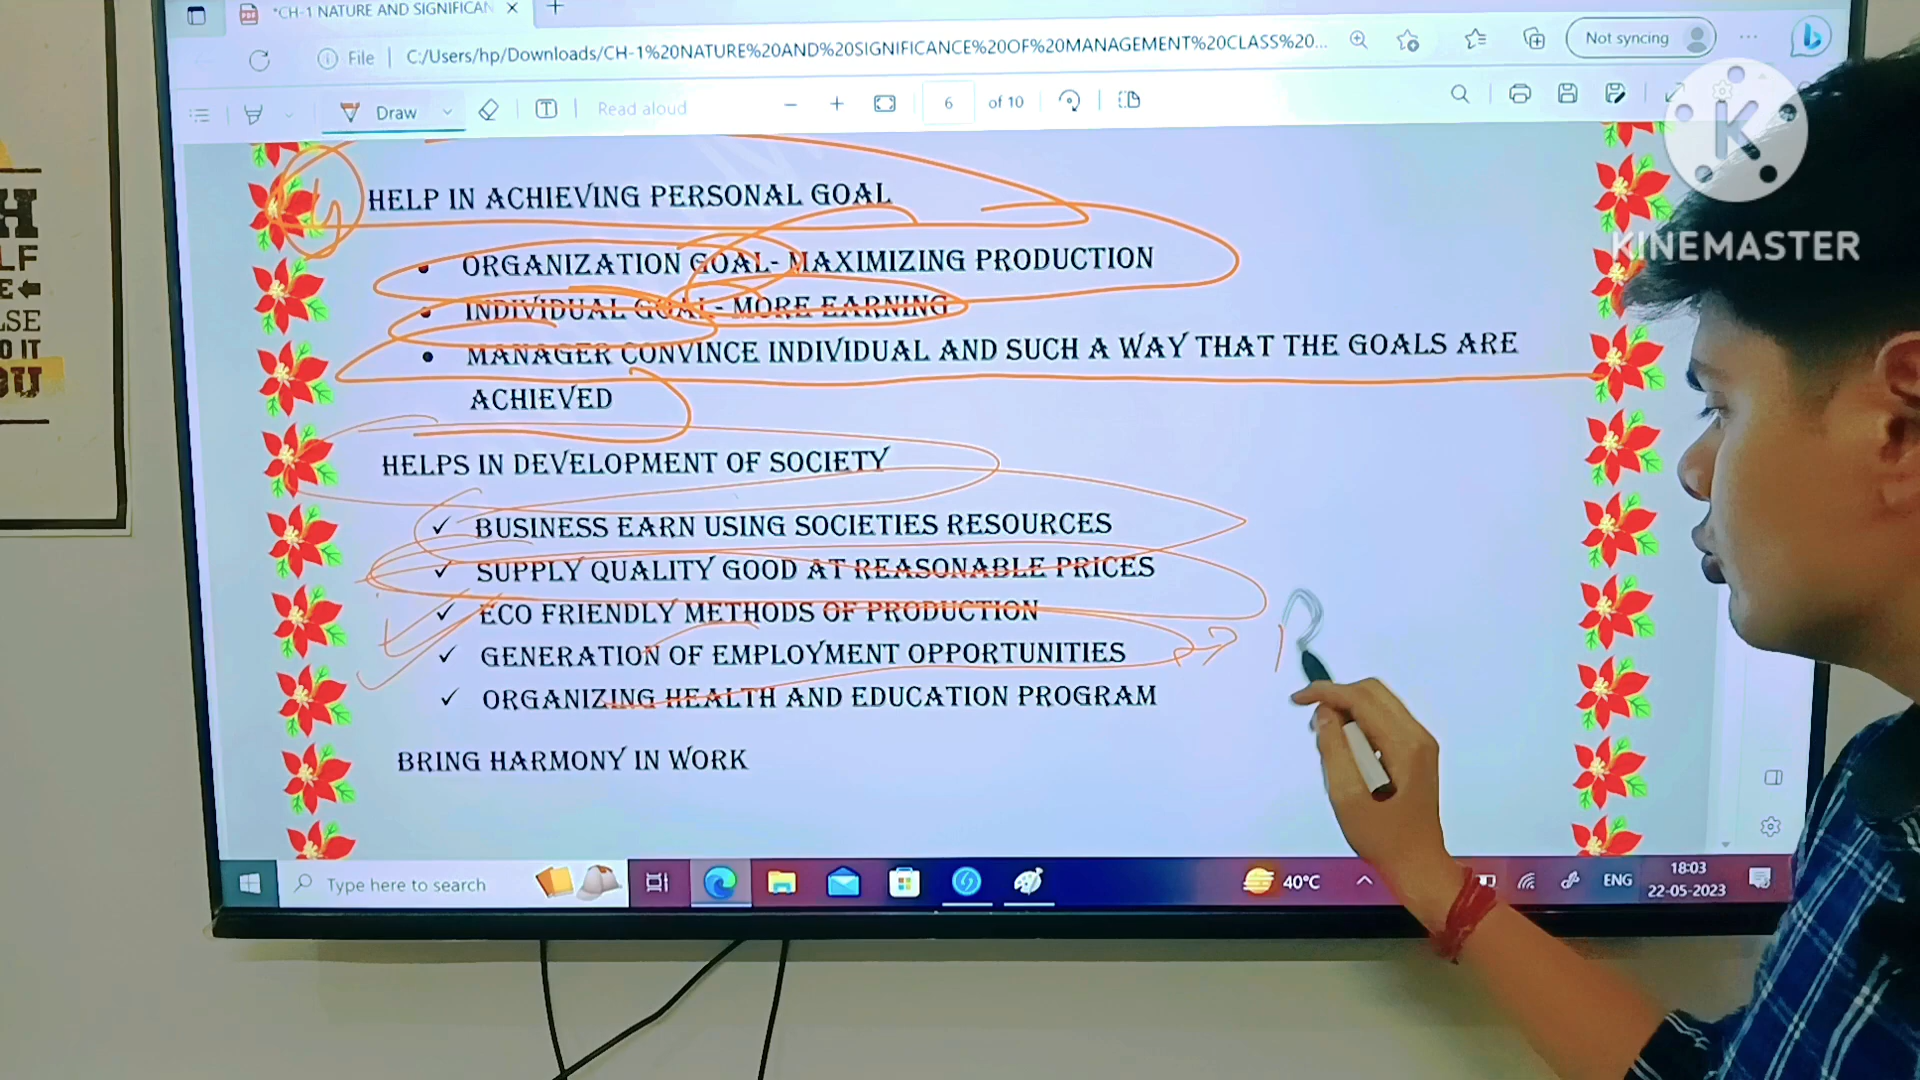 *CH-1 NATURE AND SIGNIFICAN
File
C:/Users/hp/Downloads/CH-1%20NATURE%20AND%20SIGNIFICANCE%20OF%20MANAGEMENT%20CLASS%20...
Not syncing
Draw
Read aloud
6 of 10
K
KINEMASTER
HELP IN ACHIEVING PERSONAL GOAL
• ORGANIZATION GOAL- MAXIMIZING PRODUCTION
• INDIVIDUAL GOAL - MORE EARNING
• MANAGER CONVINCE INDIVIDUAL AND SUCH A WAY THAT THE GOALS ARE
ACHIEVED
HELPS IN DEVELOPMENT OF SOCIETY
✓ BUSINESS EARN USING SOCIETIES RESOURCES
✓ SUPPLY QUALITY GOOD AT REASONABLE PRICES
✓ ECO FRIENDLY METHODS OF PRODUCTION
✓ GENERATION OF EMPLOYMENT OPPORTUNITIES
✓ ORGANIZING HEALTH AND EDUCATION PROGRAM
BRING HARMONY IN WORK
Type here to search
40°C
ENG
18:03
22-05-2023